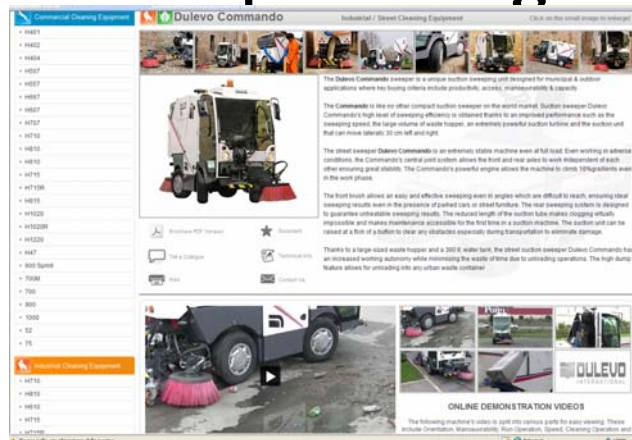 Commercial Cleaning Equipment
Dulevo Commando
Industrial / Street Cleaning Equipment
Click on the small image to enlarge!
H401
H402
H404
H507
H557
H667
H607
H707
H710
H810
H610
H715
H715R
H815
H1020
H1020R
H1220
H47
600 Sprint
700M
700
900
1000
52
75
Industrial Cleaning Equipment
H710
H810
H610
H715
H715R
The Dulevo Commando sweeper is a unique suction sweeping unit designed for municipal & outdoor
applications where key buying criteria include productivity, access, manoeuvrability & capacity
The Commando is like no other compact suction sweeper on the world market. Suction sweeper Dulevo
Commando's high level of sweeping efficiency is obtained thanks to an improved performance such as the
sweeping speed, the large volume of waste hopper, an extremely powerful suction turbine and the suction unit
that can move laterals 30 cm left and right.
The street sweeper Dulevo Commando is an extremely stable machine even at full load. Even working in adverse
conditions, the Commando's central joint system allows the front and rear axles to work independent of each
other ensuring great stability. The Commando's powerful engine allows the machine to climb 18%gradients even
in the work phase.
The front brush allows an easy and effective sweeping even in angles which are difficult to reach, ensuring ideal
sweeping results even in the presence of parked cars or street furniture. The rear sweeping system is designed
to guarantee unbeatable sweeping results. The reduced length of the suction tube makes clogging virtually
impossible and makes maintenance accessible for the first time in a suction machine. The suction unit can be
raised at a flick of a button to clear any obstacles especially during transportation to eliminate damage.
Thanks to a large-sized waste hopper and a 380 lt. water tank, the street suction sweeper Dulevo Commando has
an increased working autonomy while minimising the waste of time due to unloading operations. The high dump
feature allows for unloading into any urban waste container
Brochure PDF Version
Bookmark
Tell a Collegue
Technical Info
Print
Contact Us
DULEVO
INTERNATIONAL
ONLINE DEMONSTRATION VIDEOS
The following machine's video is split into various parts for easy viewing. These
include Orientation, Manoeuvrability, Run Operation, Speed, Cleaning Operation and